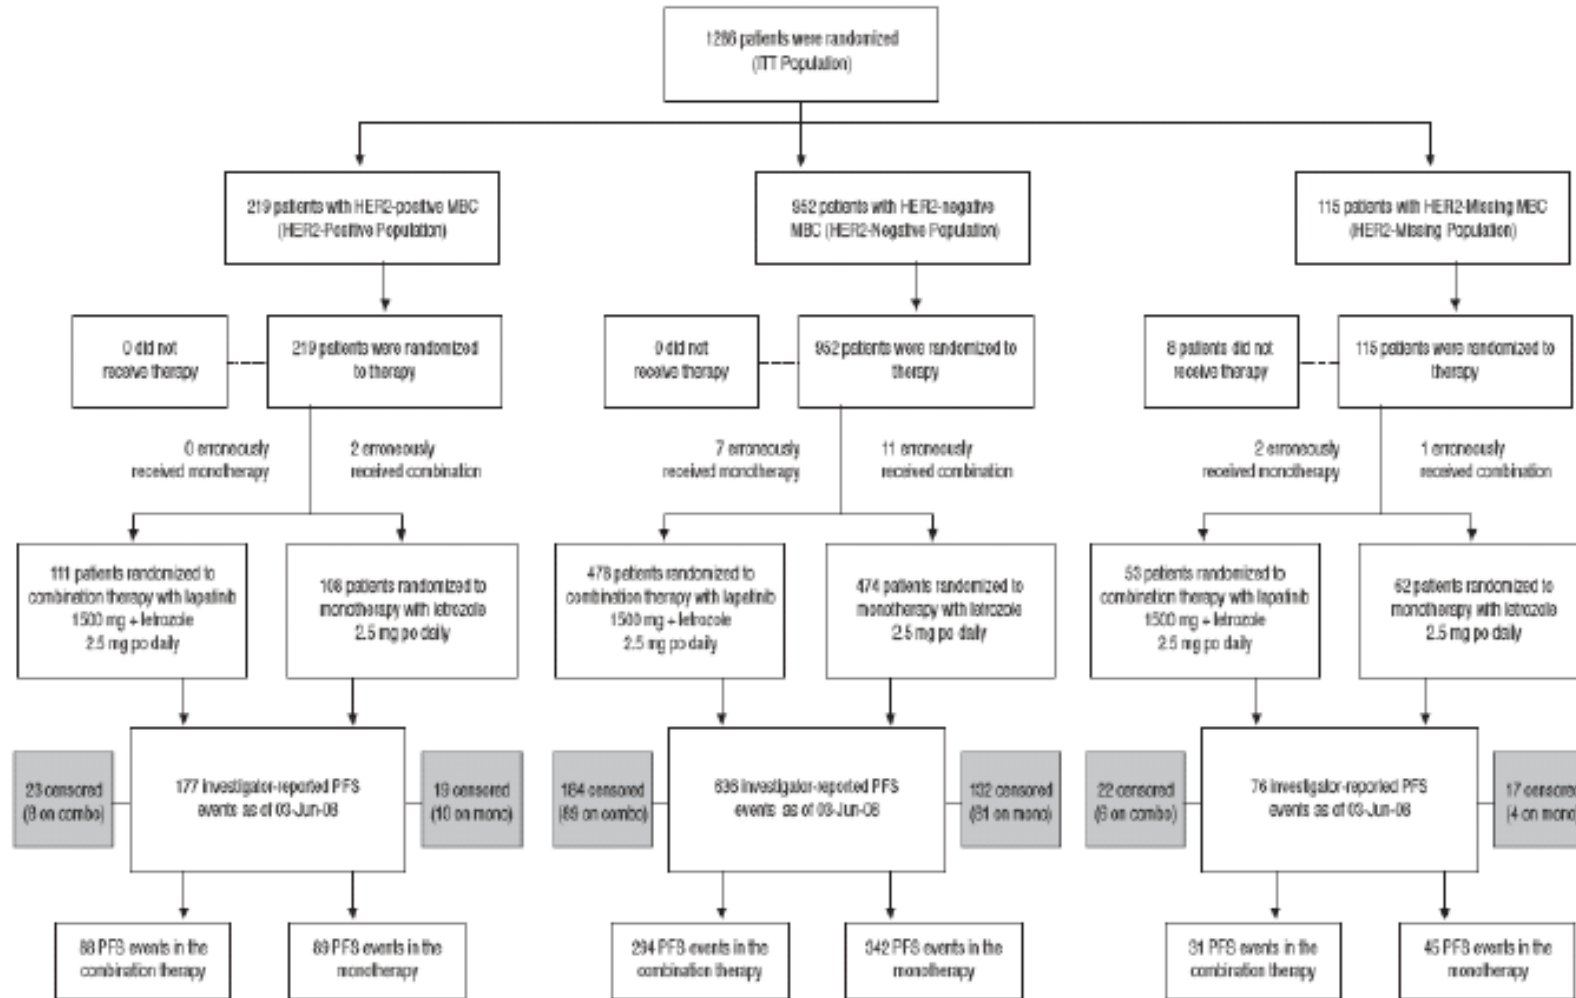 1286 patients were randomized
(ITT Population)
219 patients with HER2-positive MBC
(HER2-Positive Population)
952 patients with HER2-negative
MBC (HER2-Negative Population)
115 patients with HER2-Missing MBC
(HER2-Missing Population)
0 did not
receive therapy
219 patients were randomized
to therapy
0 did not
receive therapy
952 patients were randomized to
therapy
8 patients did not
receive therapy
115 patients were randomized to
therapy
0 erroneously
received monotherapy
2 erroneously
received combination
7 erroneously
received monotherapy
11 erroneously
received combination
2 erroneously
received monotherapy
1 erroneously
received combination
111 patients randomized to
combination therapy with lapatinib
1500 mg + letrozole
2.5 mg po daily
108 patients randomized to
monotherapy with letrozole
2.5 mg po daily
478 patients randomized to
combination therapy with lapatinib
1500 mg + letrozole
2.5 mg po daily
474 patients randomized to
monotherapy with letrozole
2.5 mg po daily
53 patients randomized to
combination therapy with lapatinib
1500 mg + letrozole
2.5 mg po daily
62 patients randomized to
monotherapy with letrozole
2.5 mg po daily
23 censored
(on combo)
177 investigator-reported PFS
events as of 03-Jun-08
19 censored
(10 on mono)
184 censored
(on combo)
636 investigator-reported PFS
events as of 03-Jun-08
132 censored
(on mono)
22 censored
(on combo)
76 investigator-reported PFS
events as of 03-Jun-08
17 censored
(4 on mono)
88 PFS events in the
combination therapy
89 PFS events in the
monotherapy
294 PFS events in the
combination therapy
342 PFS events in the
monotherapy
31 PFS events in the
combination therapy
45 PFS events in the
monotherapy